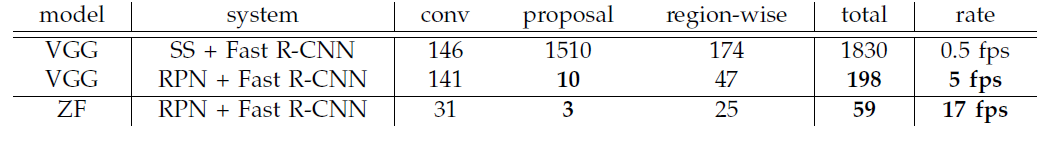 model system conv proposal region-wise total rate
VGG SS + Fast R-CNN 146 1510 174 1830 0.5 fps
VGG RPN + Fast R-CNN 141 10 47 198 5 fps
ZF RPN + Fast R-CNN 31 3 25 59 17 fps